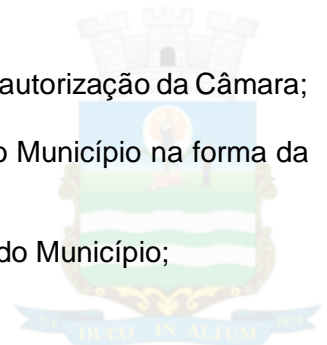 autorização da Câmara;
o Município na forma da
do Município;
DUCO IN ALTUM